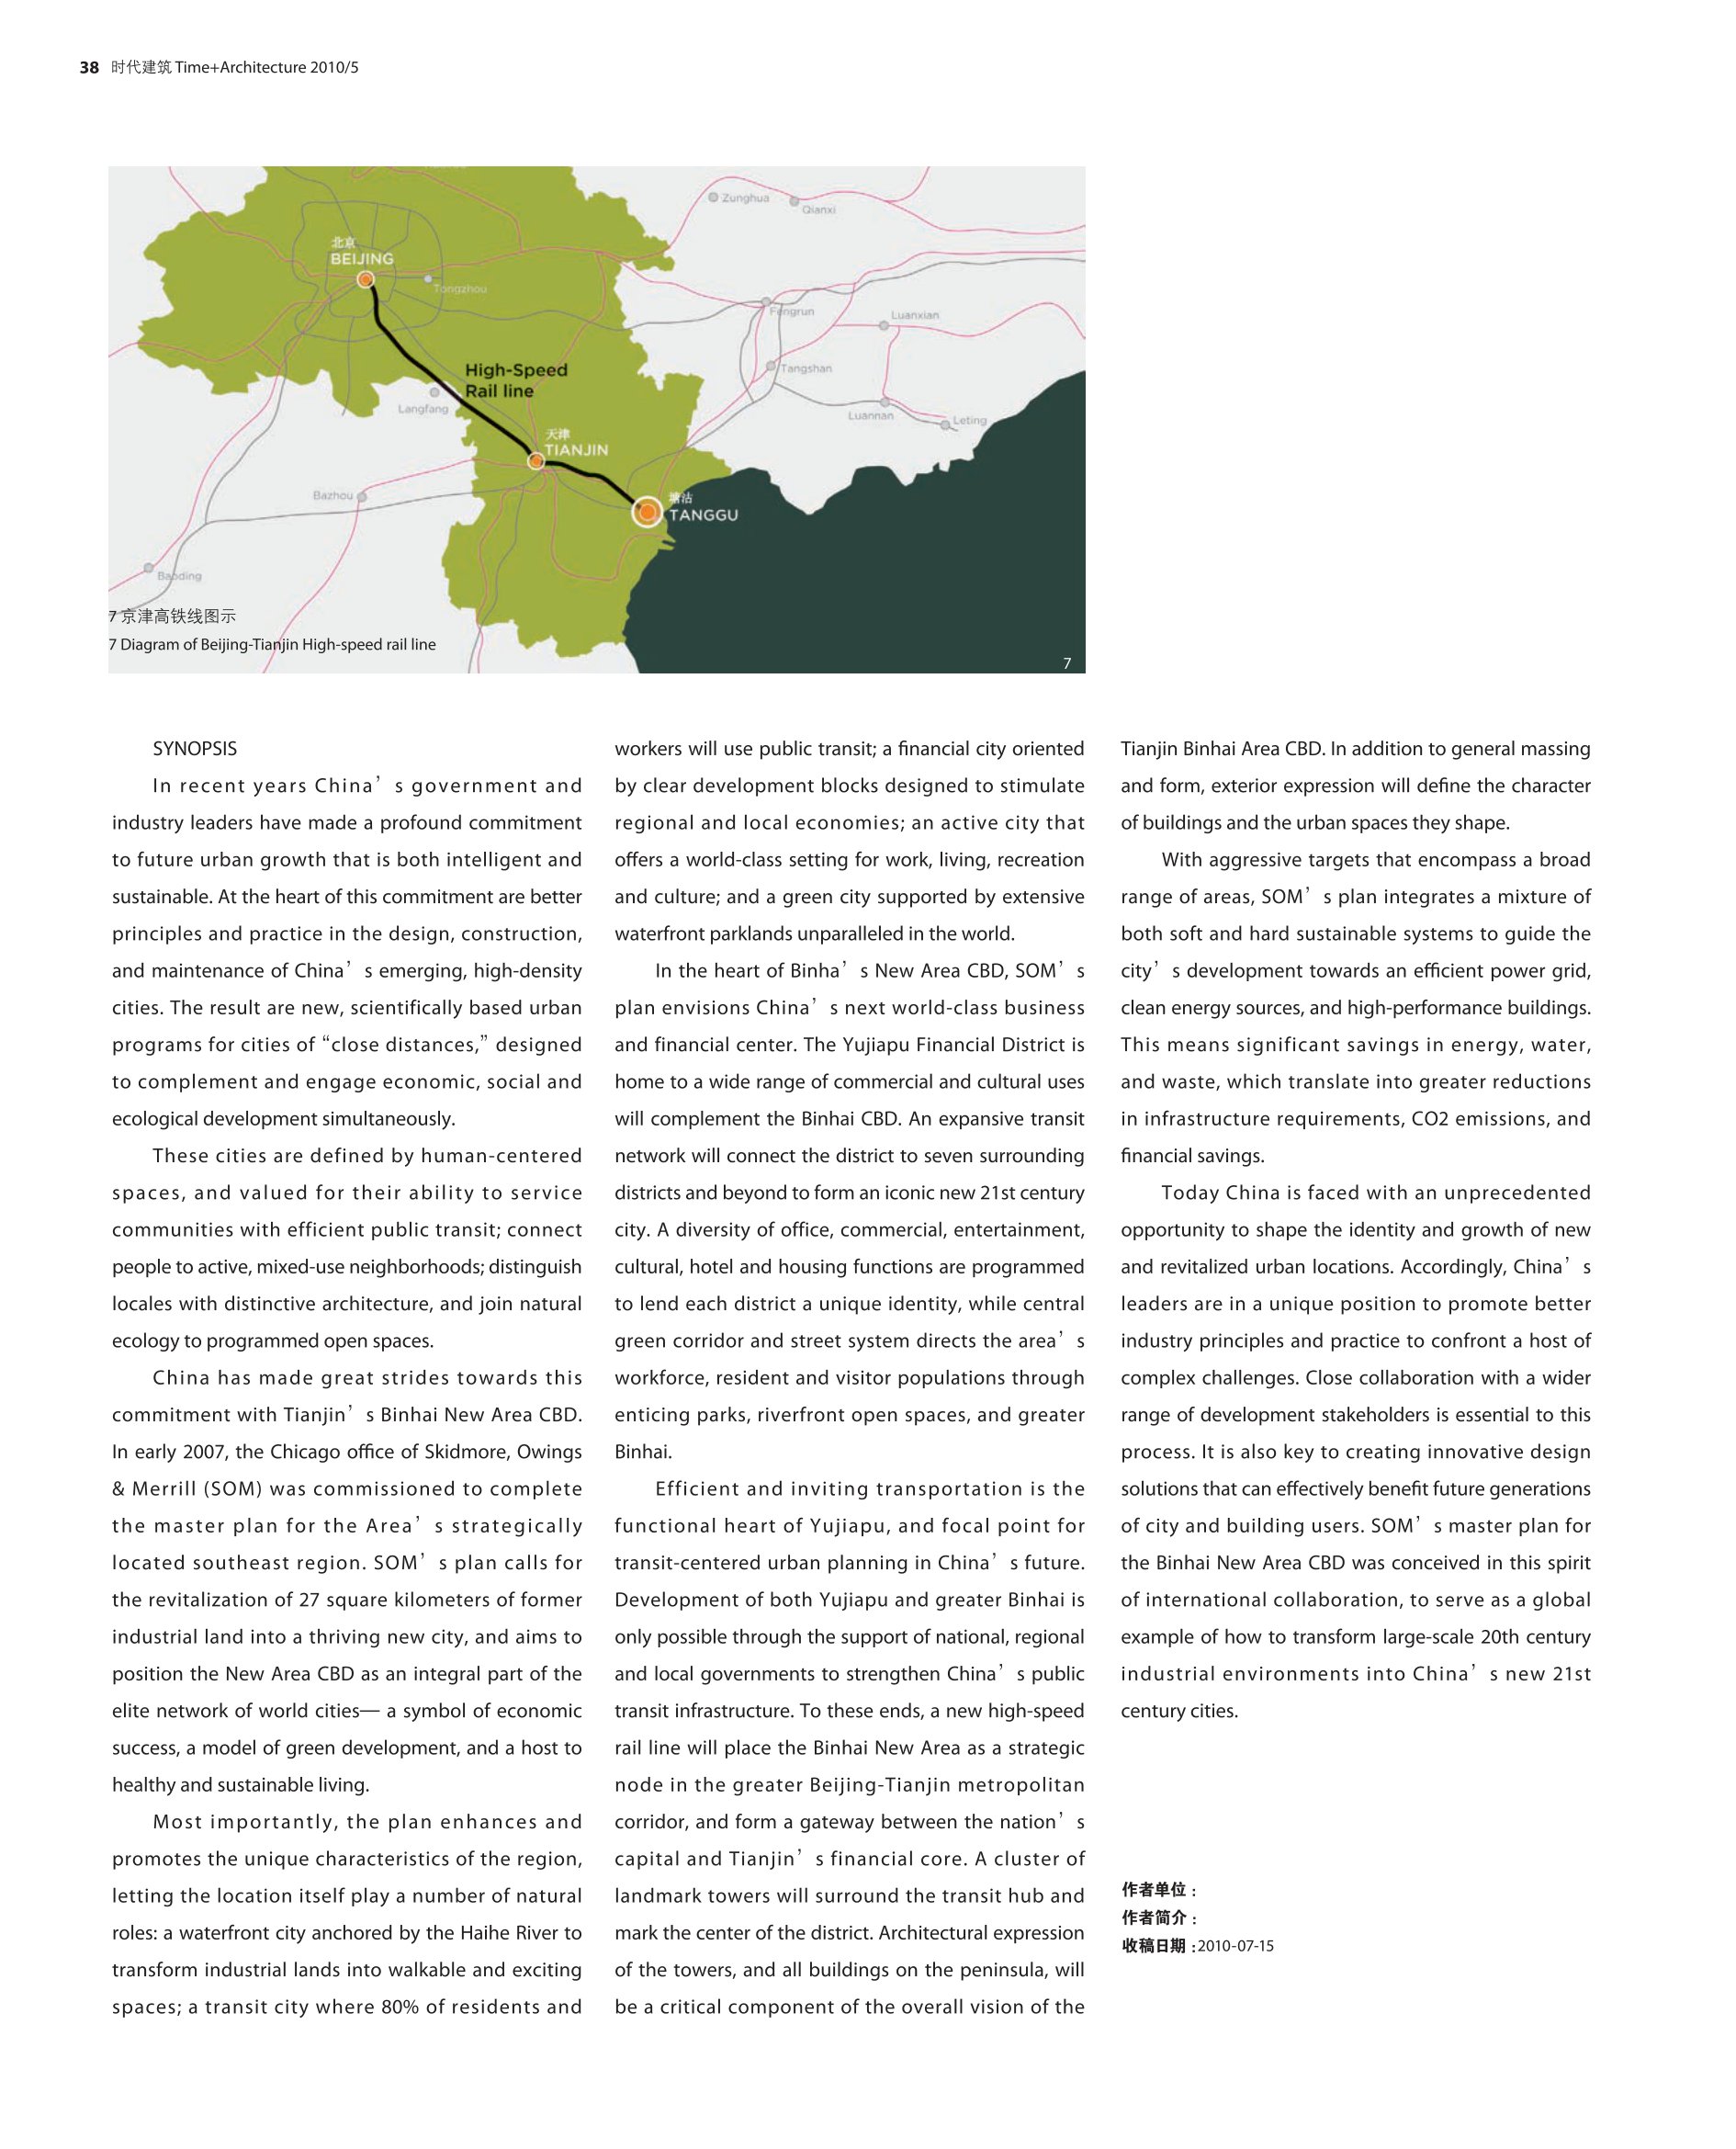 38 时代建筑 Time+Architecture 2010/5
Zunghua
Qianxi
北京
BEIJING
Tongzhou
Fengrun
Luanxian
High-Speed
Rail line
Tangshan
Langfang
Luannan
Leting
天津
TIANJIN
Bazhou
塘沽
TANGGU
Baoding
7 京津高铁线图示
7 Diagram of Beijing-Tianjin High-speed rail line
7
SYNOPSIS
In recent years China’s government and
industry leaders have made a profound commitment
to future urban growth that is both intelligent and
sustainable. At the heart of this commitment are better
principles and practice in the design, construction,
and maintenance of China’s emerging, high-density
cities. The result are new, scientifically based urban
programs for cities of “close distances,” designed
to complement and engage economic, social and
ecological development simultaneously.
These cities are defined by human-centered
spaces, and valued for their ability to service
communities with efficient public transit; connect
people to active, mixed-use neighborhoods; distinguish
locales with distinctive architecture, and join natural
ecology to programmed open spaces.
China has made great strides towards this
commitment with Tianjin’s Binhai New Area CBD.
In early 2007, the Chicago office of Skidmore, Owings
& Merrill (SOM) was commissioned to complete
the master plan for the Area’s strategically
located southeast region. SOM’s plan calls for
the revitalization of 27 square kilometers of former
industrial land into a thriving new city, and aims to
position the New Area CBD as an integral part of the
elite network of world cities— a symbol of economic
success, a model of green development, and a host to
healthy and sustainable living.
Most importantly, the plan enhances and
promotes the unique characteristics of the region,
letting the location itself play a number of natural
roles: a waterfront city anchored by the Haihe River to
transform industrial lands into walkable and exciting
spaces; a transit city where 80% of residents and
workers will use public transit; a financial city oriented
by clear development blocks designed to stimulate
regional and local economies; an active city that
offers a world-class setting for work, living, recreation
and culture; and a green city supported by extensive
waterfront parklands unparalleled in the world.
In the heart of Binha’s New Area CBD, SOM’s
plan envisions China’s next world-class business
and financial center. The Yujiapu Financial District is
home to a wide range of commercial and cultural uses
will complement the Binhai CBD. An expansive transit
network will connect the district to seven surrounding
districts and beyond to form an iconic new 21st century
city. A diversity of office, commercial, entertainment,
cultural, hotel and housing functions are programmed
to lend each district a unique identity, while central
green corridor and street system directs the area’s
workforce, resident and visitor populations through
enticing parks, riverfront open spaces, and greater
Binhai.
Efficient and inviting transportation is the
functional heart of Yujiapu, and focal point for
transit-centered urban planning in China’s future.
Development of both Yujiapu and greater Binhai is
only possible through the support of national, regional
and local governments to strengthen China’s public
transit infrastructure. To these ends, a new high-speed
rail line will place the Binhai New Area as a strategic
node in the greater Beijing-Tianjin metropolitan
corridor, and form a gateway between the nation’s
capital and Tianjin’s financial core. A cluster of
landmark towers will surround the transit hub and
mark the center of the district. Architectural expression
of the towers, and all buildings on the peninsula, will
be a critical component of the overall vision of the
Tianjin Binhai Area CBD. In addition to general massing
and form, exterior expression will define the character
of buildings and the urban spaces they shape.
With aggressive targets that encompass a broad
range of areas, SOM’s plan integrates a mixture of
both soft and hard sustainable systems to guide the
city’s development towards an efficient power grid,
clean energy sources, and high-performance buildings.
This means significant savings in energy, water,
and waste, which translate into greater reductions
in infrastructure requirements, CO2 emissions, and
financial savings.
Today China is faced with an unprecedented
opportunity to shape the identity and growth of new
and revitalized urban locations. Accordingly, China’s
leaders are in a unique position to promote better
industry principles and practice to confront a host of
complex challenges. Close collaboration with a wider
range of development stakeholders is essential to this
process. It is also key to creating innovative design
solutions that can effectively benefit future generations
of city and building users. SOM’s master plan for
the Binhai New Area CBD was conceived in this spirit
of international collaboration, to serve as a global
example of how to transform large-scale 20th century
industrial environments into China’s new 21st
century cities.
作者单位：
作者简介：
收稿日期：2010-07-15